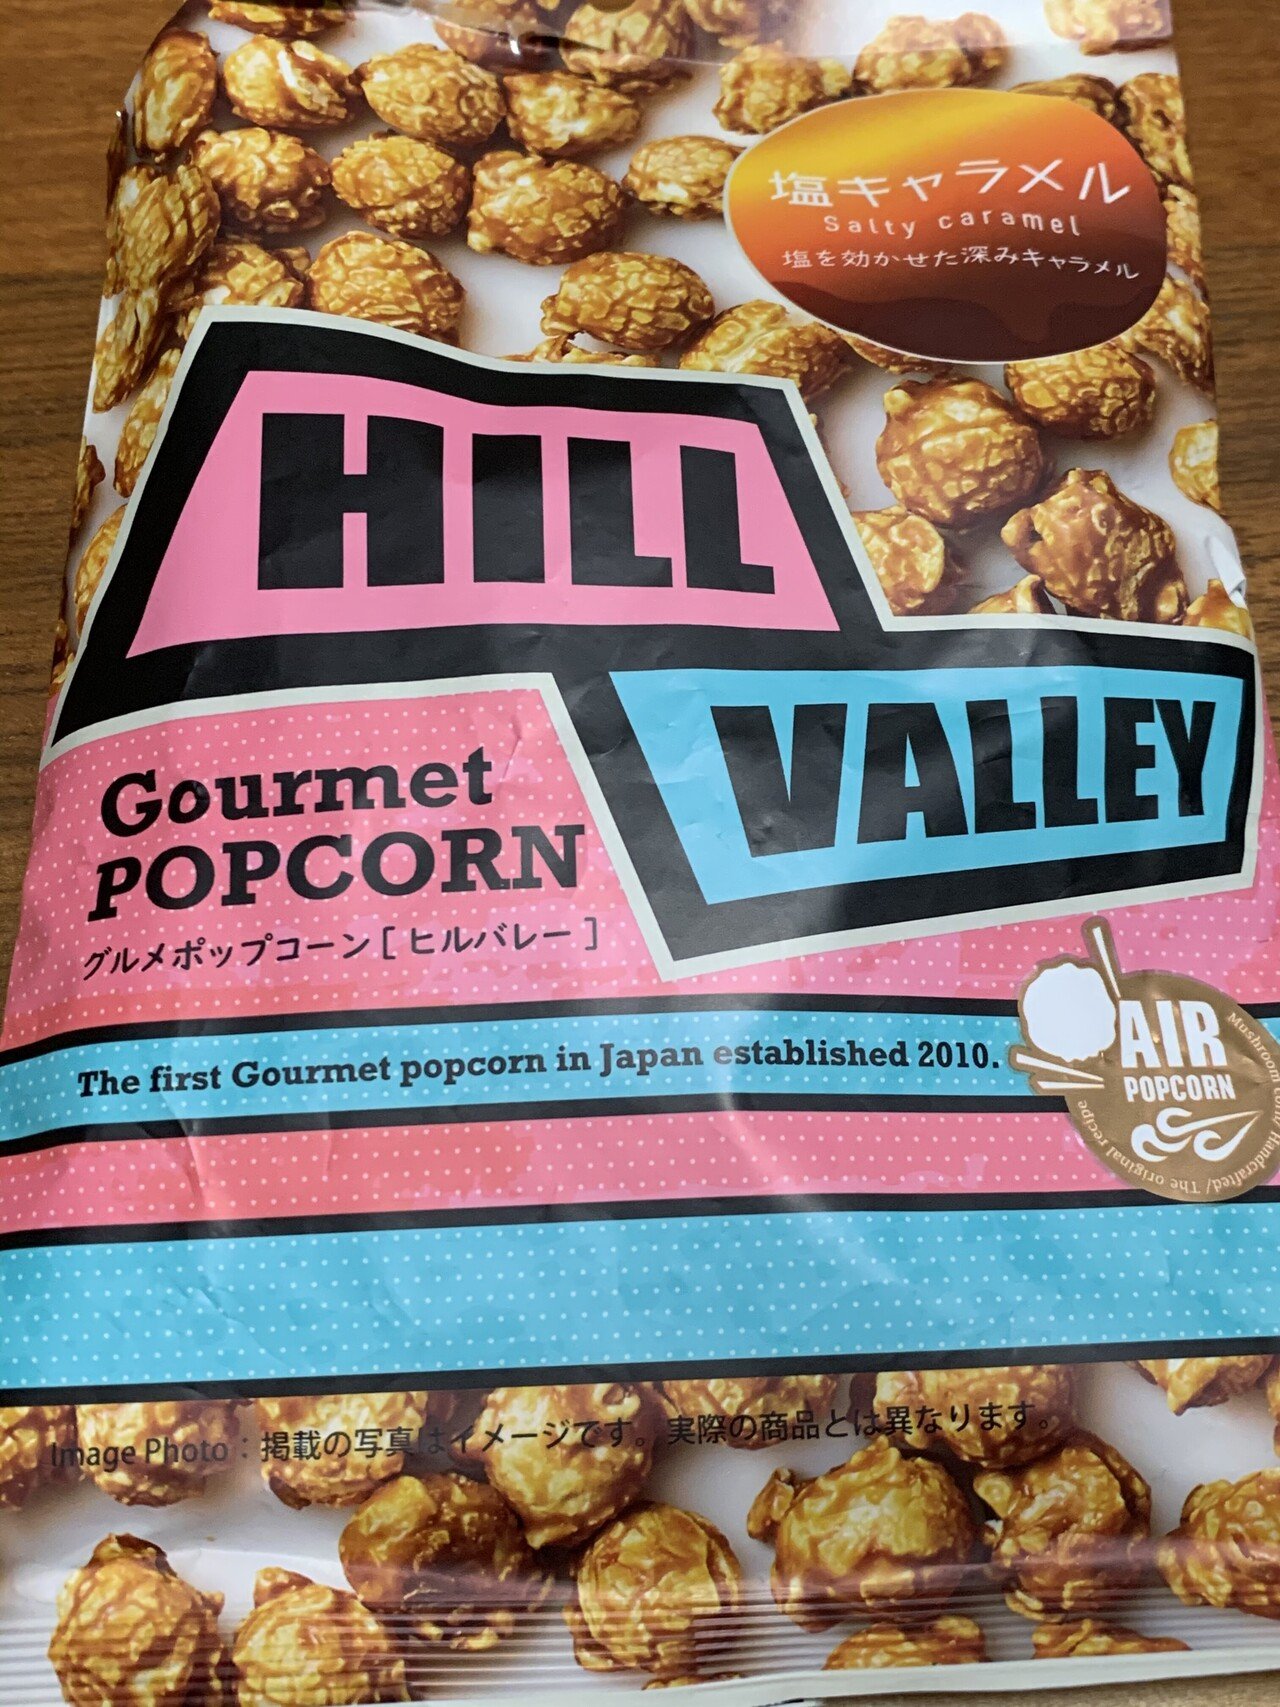 塩キャラメル
Salty caramel
塩を効かせた深みキャラメル
HILL
VALLEY
Gourmet
POPCORN
グルメポップコーン [ ヒルバレー ]
The first Gourmet popcorn in Japan established 2010.
AIR
POPCORN
Mushroom
Handcrafted/ The original recipe
Image Photo：掲載の写真はイメージです。実際の商品とは異なります。